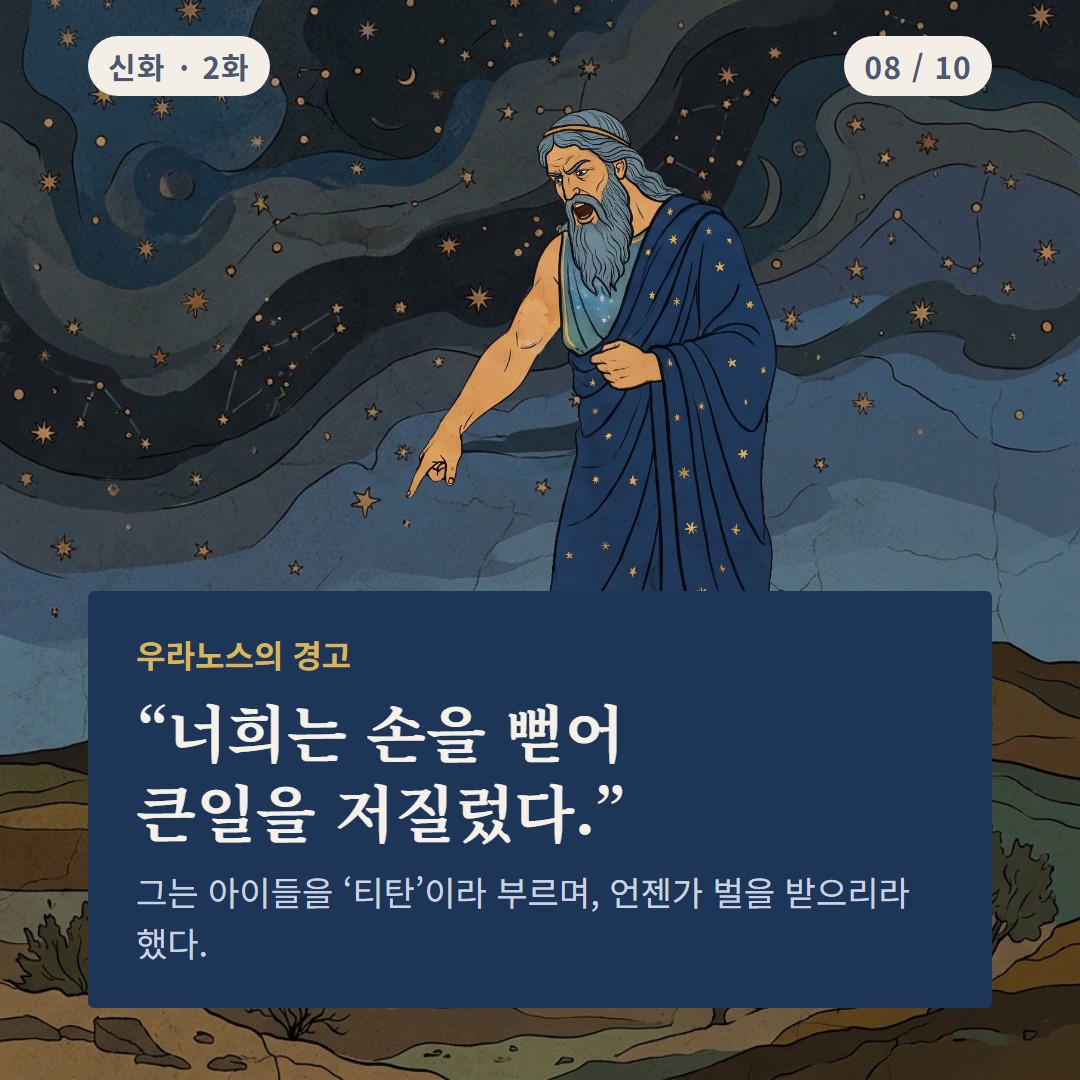 신화 · 2화
08 / 10
우라노스의 경고
“너희는 손을 뻗어
큰일을 저질렀다.”
그는 아이들을 ‘티탄’이라 부르며, 언젠가 벌을 받으리라
했다.